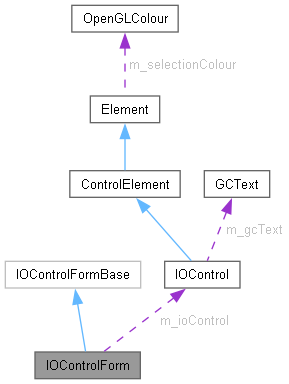 OpenGLColour
m_selectionColour
Element
ControlElement
GCText
m_gcText
IOControlFormBase
IOControl
m_ioControl
IOControlForm